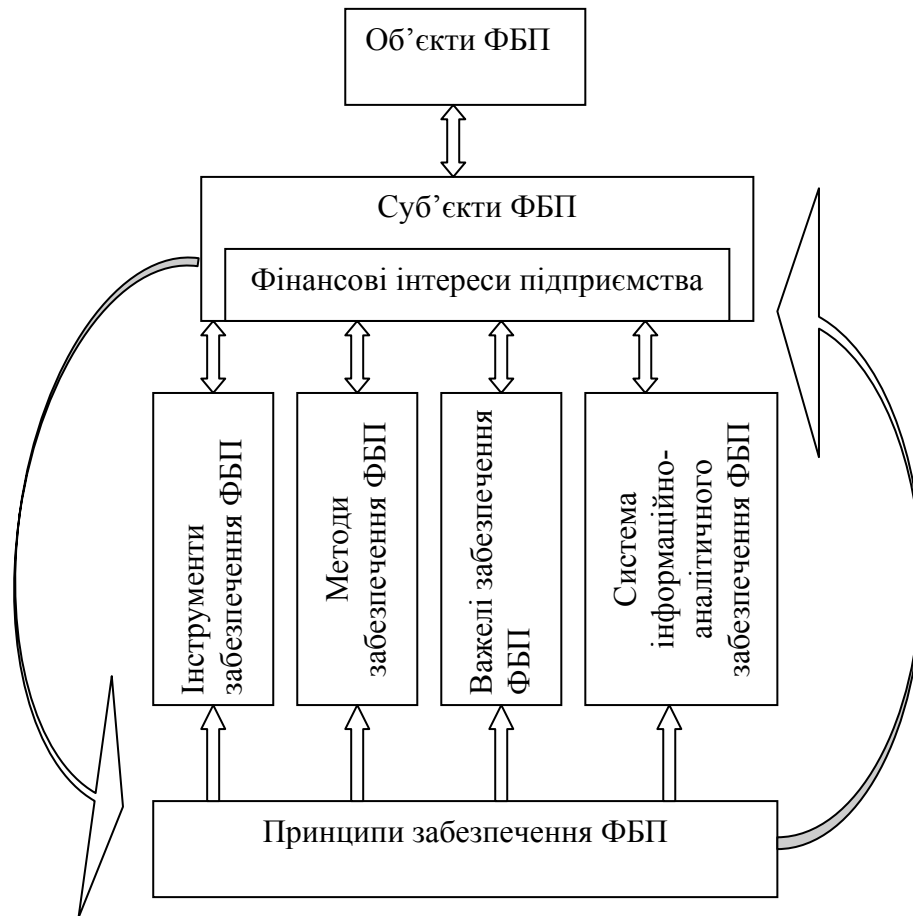 Об’єкти ФБП
Суб’єкти ФБП
Фінансові інтереси підприємства
Інструменти
забезпечення ФБП
Методи
забезпечення ФБП
Важелі забезпечення
ФБП
Система
інформаційно-
аналітичного
забезпечення ФБП
Принципи забезпечення ФБП